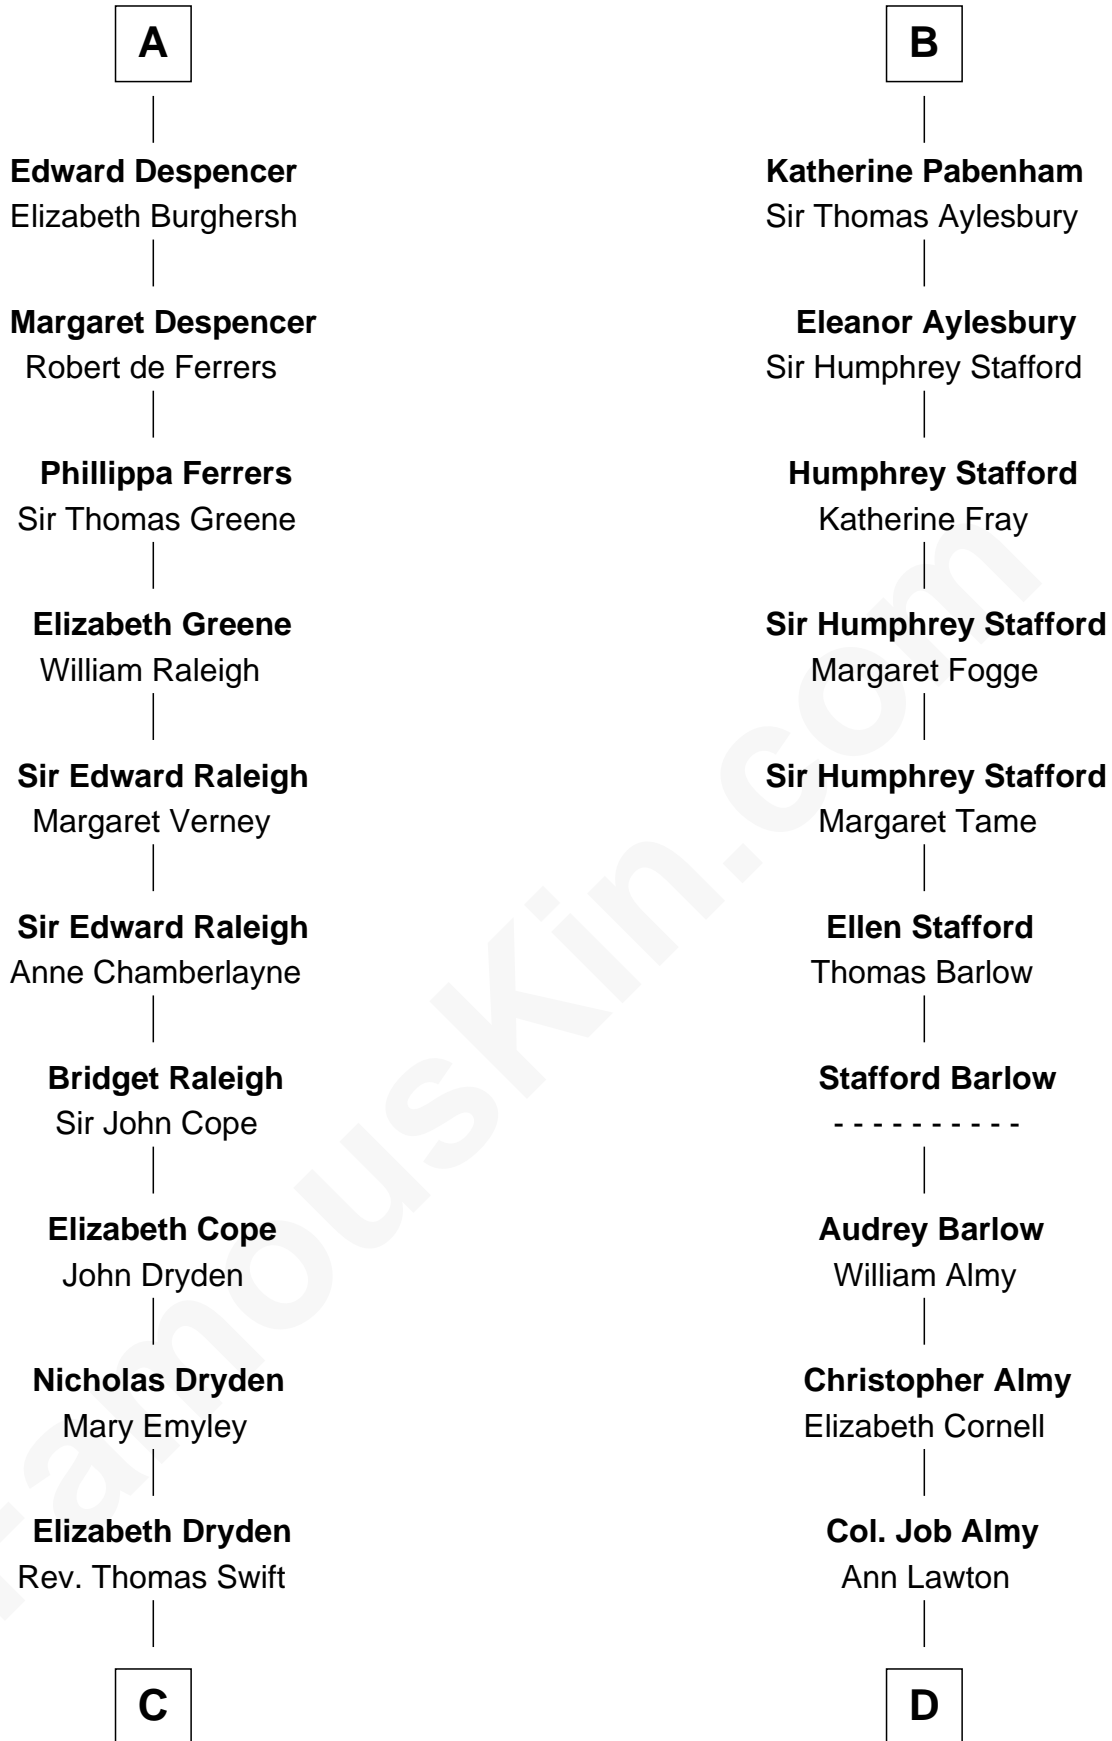 A
Edward Despencer
Elizabeth Burghersh
Margaret Despencer
Robert de Ferrers
Phillippa Ferrers
Sir Thomas Greene
Elizabeth Greene
William Raleigh
Sir Edward Raleigh
Margaret Verney
Sir Edward Raleigh
Anne Chamberlayne
Bridget Raleigh
Sir John Cope
Elizabeth Cope
John Dryden
Nicholas Dryden
Mary Emyley
Elizabeth Dryden
Rev. Thomas Swift
C
B
Katherine Pabenham
Sir Thomas Aylesbury
Eleanor Aylesbury
Sir Humphrey Stafford
Humphrey Stafford
Katherine Fray
Sir Humphrey Stafford
Margaret Fogge
Sir Humphrey Stafford
Margaret Tame
Ellen Stafford
Thomas Barlow
Stafford Barlow
- - - - - - - - - -
Audrey Barlow
William Almy
Christopher Almy
Elizabeth Cornell
Col. Job Almy
Ann Lawton
D
FamousKin.com